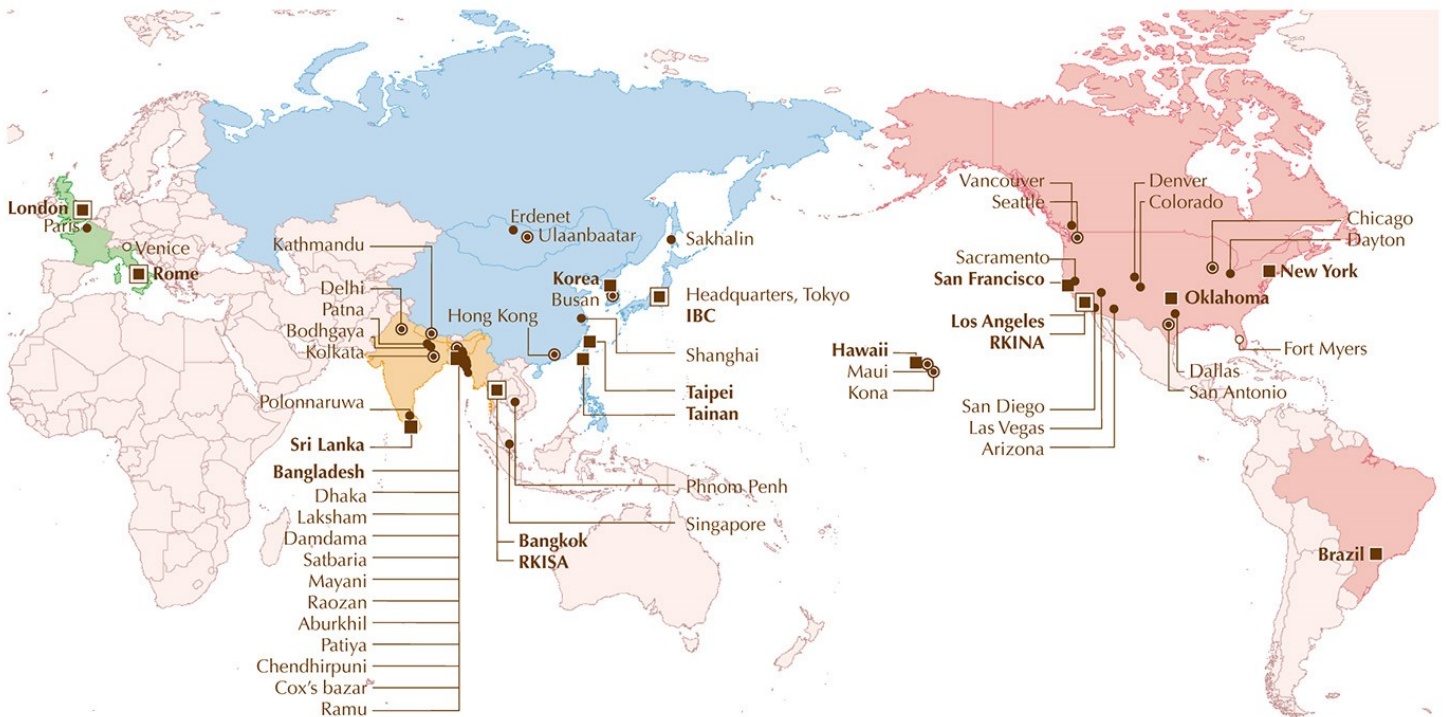 London
Paris
Venice
Rome
Kathmandu
Delhi
Patna
Bodhgaya
Kolkata
Polonnaruwa
Sri Lanka
Bangladesh
Dhaka
Laksham
Damdama
Satbaria
Mayani
Raozan
Aburkhil
Patiya
Chendhirpuni
Cox's bazar
Ramu
Erdenet
Ulaanbaatar
Sakhalin
Korea
Busan
Headquarters, Tokyo
IBC
Hong Kong
Shanghai
Taipei
Tainan
Phnom Penh
Singapore
Bangkok
RKISA
Hawaii
Maui
Kona
Vancouver
Seattle
Sacramento
San Francisco
Los Angeles
RKINA
San Diego
Las Vegas
Arizona
Denver
Colorado
Chicago
Dayton
New York
Oklahoma
Fort Myers
Dallas
San Antonio
Brazil